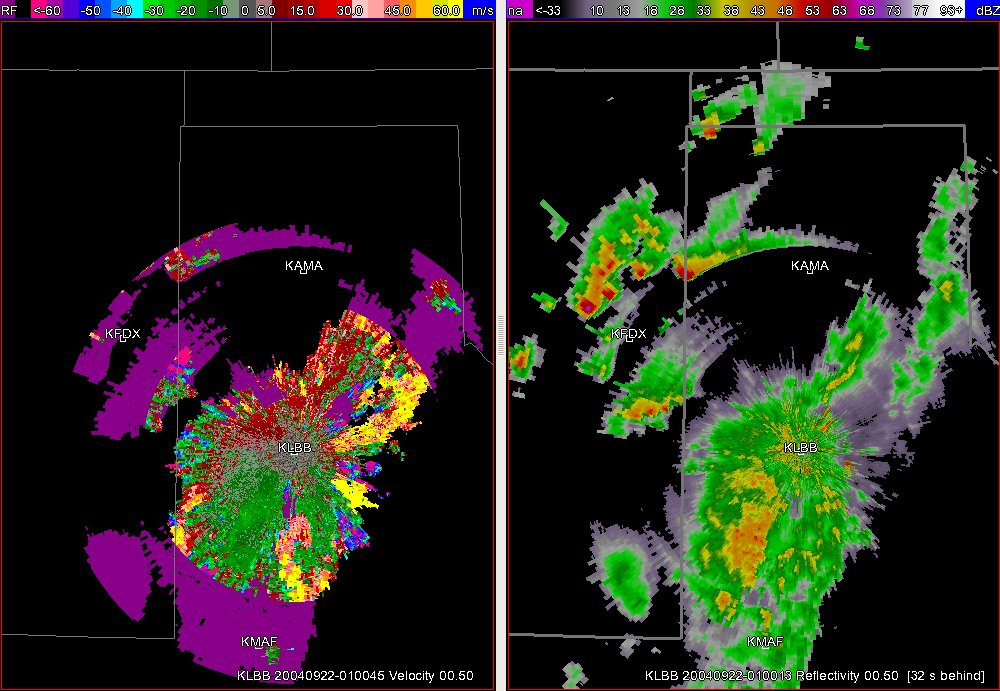 RF <-60 -50 -40 -30 -20 -10 0 5.0 15.0 30.0 45.0 60.0 m/s
na <-33 10 13 18 28 33 38 43 48 53 63 68 73 77 93+ dBZ
KAMA
KAMA
KFDX
KFDX
KLBB
KLBB
KMAF
KMAF
KLBB 20040922-010045 Velocity 00.50
KLBB 20040922-010013 Reflectivity 00.50 [32 s behind]